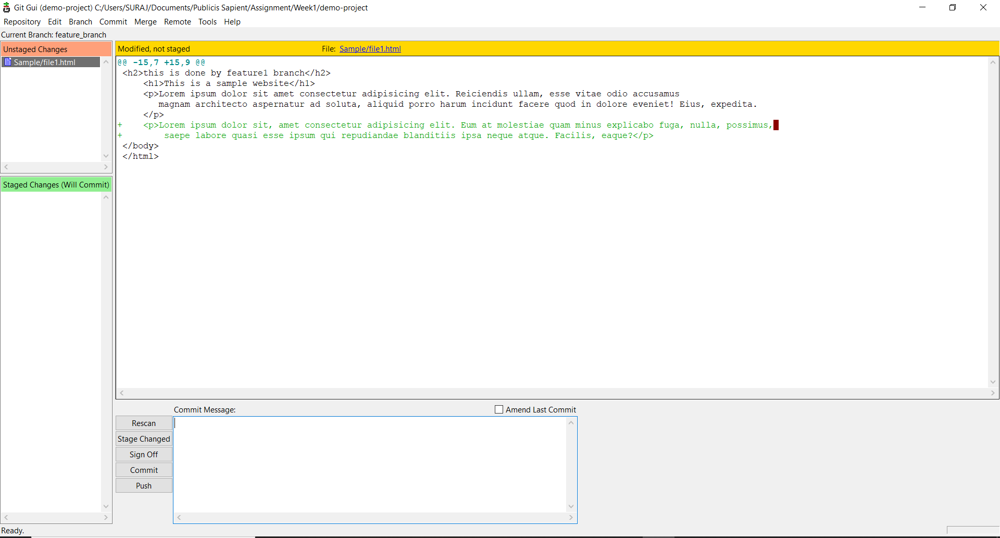 Git Gui (demo-project) C:/Users/SURAJ/Documents/Publicis Sapient/Assignment/Week1/demo-project
Repository Edit Branch Commit Merge Remote Tools Help
Current Branch: feature_branch
Unstaged Changes
Sample/file1.html
Modified, not staged File: Sample/file1.html
@@ -15,7 +15,9 @@
<h2>this is done by feature1 branch</h2>
<h1>This is a sample website</h1>
<p>Lorem ipsum dolor sit amet consectetur adipisicing elit. Reiciendis ullam, esse vitae odio accusamus
magnam architecto aspernatur ad soluta, aliquid porro harum incidunt facere quod in dolore eveniet! Eius, expedita.
</p>
+ <p>Lorem ipsum dolor sit, amet consectetur adipisicing elit. Eum at molestiae quam minus explicabo fuga, nulla, possimus,
+ saepe labore quasi esse ipsum qui repudiandae blanditiis ipsa neque atque. Facilis, eaque?</p>
</body>
</html>
Staged Changes (Will Commit)
Commit Message: Amend Last Commit
Rescan
Stage Changed
Sign Off
Commit
Push
Ready.